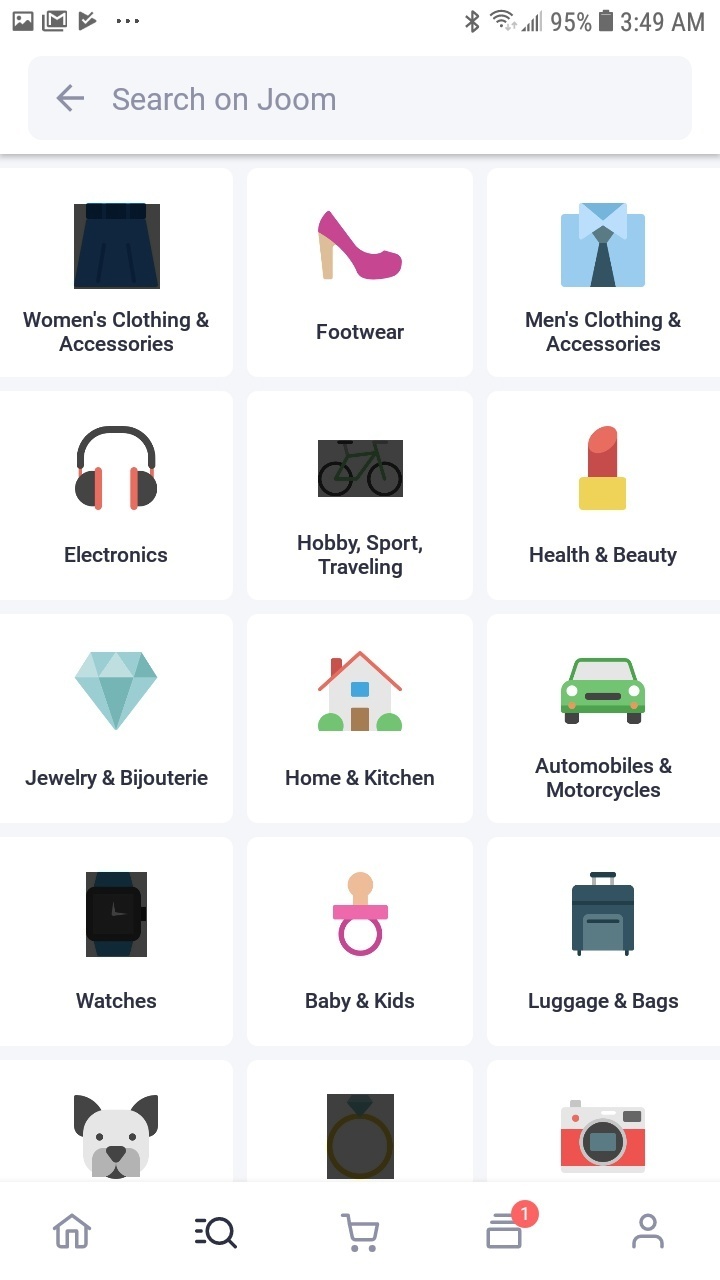 95% 3:49 AM
Search on Joom
Women's Clothing &
Accessories
Footwear
Men's Clothing &
Accessories
Electronics
Hobby, Sport,
Traveling
Health & Beauty
Jewelry & Bijouterie
Home & Kitchen
Automobiles &
Motorcycles
Watches
Baby & Kids
Luggage & Bags
1